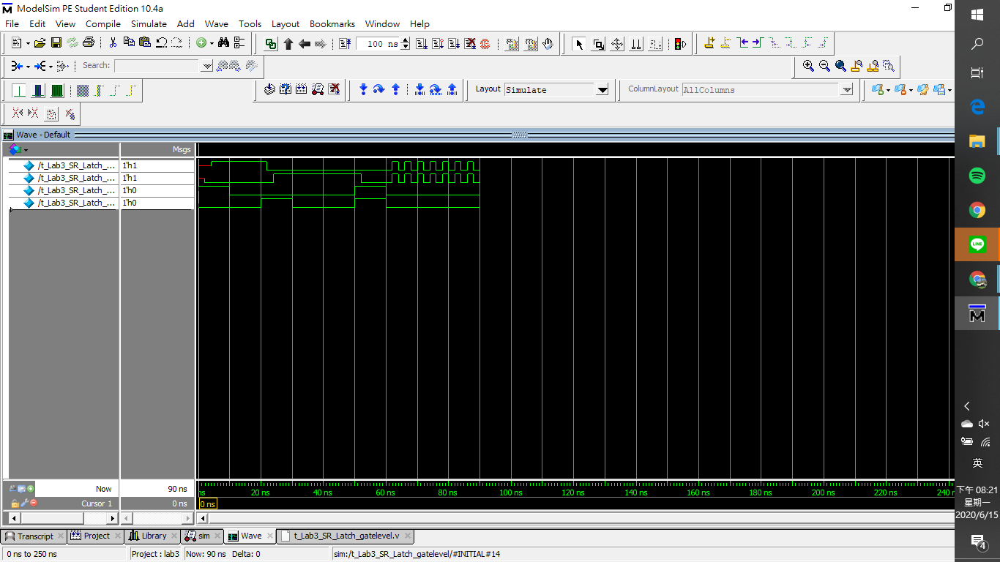 ModelSim PE Student Edition 10.4a
File Edit View Compile Simulate Add Wave Tools Layout Bookmarks Window Help
100 ns
Search:
Layout Simulate
ColumnLayout AllColumns
Wave - Default
Msgs
/t_Lab3_SR_Latch_... 1'h1
/t_Lab3_SR_Latch_... 1'h1
/t_Lab3_SR_Latch_... 1'h0
/t_Lab3_SR_Latch_... 1'h0
Now 90 ns
ns 20 ns 40 ns 60 ns 80 ns 100 ns 120 ns 140 ns 160 ns 180 ns 200 ns 220 ns 240 n
Cursor 1 0 ns
0 ns
Transcript Project Library sim Wave t_Lab3_SR_Latch_gatelevel.v
0 ns to 250 ns Project : lab3 Now: 90 ns Delta: 0 sim:/t_Lab3_SR_Latch_gatelevel/#INITIAL#14
LINE
M
英
下午 08:21
星期一
2020/6/15
4